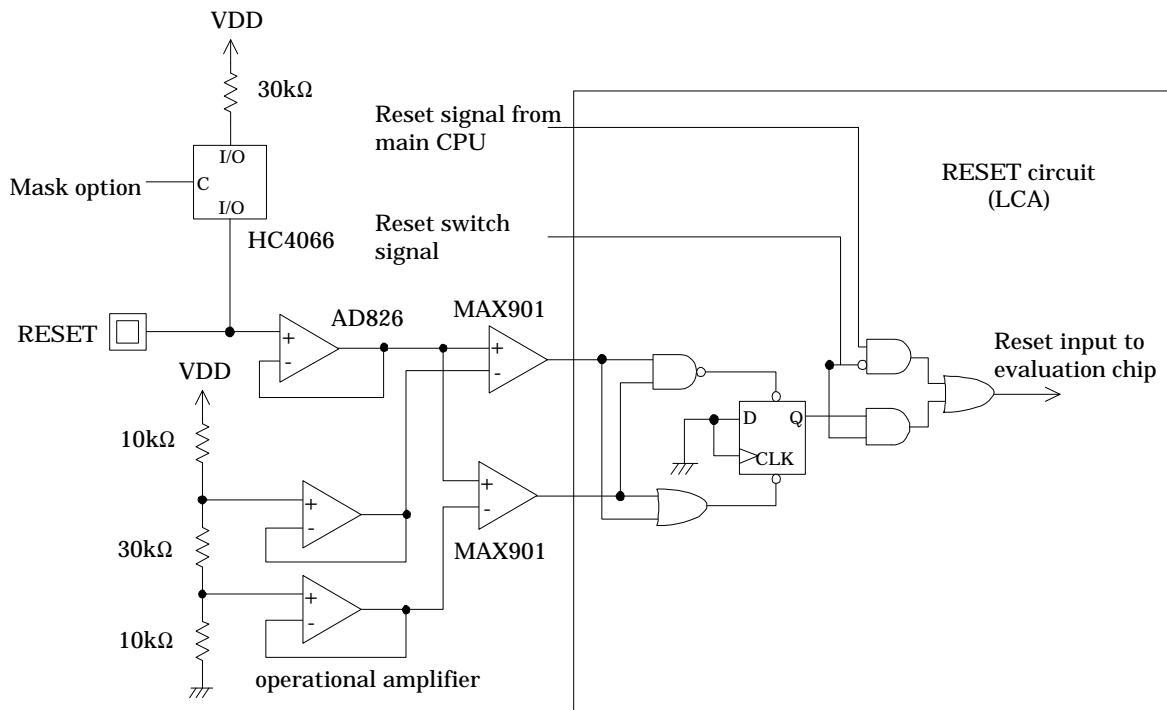 VDD
30kΩ
I/O
C
I/O
Mask option
HC4066
Reset signal from
main CPU
RESET circuit
(LCA)
Reset switch
signal
RESET
+
-
AD826
MAX901
+
-
Reset input to
evaluation chip
VDD
10kΩ
D
Q
CLK
+
-
+
-
MAX901
30kΩ
+
-
10kΩ
operational amplifier